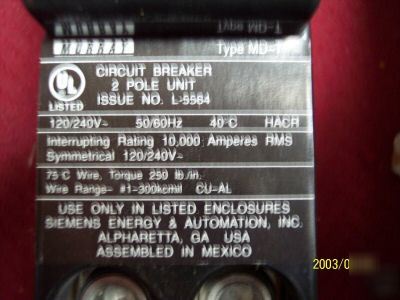 MURRAY Type MD-T
UL
LISTED
CIRCUIT BREAKER
2 POLE UNIT
ISSUE NO. L-5564
120/240V~ 50/60Hz 40°C HACR
Interrupting Rating 10,000 Amperes RMS
Symmetrical 120/240V~
75°C Wire, Torque 250 lb./in.
Wire Range- #1-300kcmil CU-AL
USE ONLY IN LISTED ENCLOSURES
SIEMENS ENERGY & AUTOMATION, INC.
ALPHARETTA, GA USA
ASSEMBLED IN MEXICO
2003/0